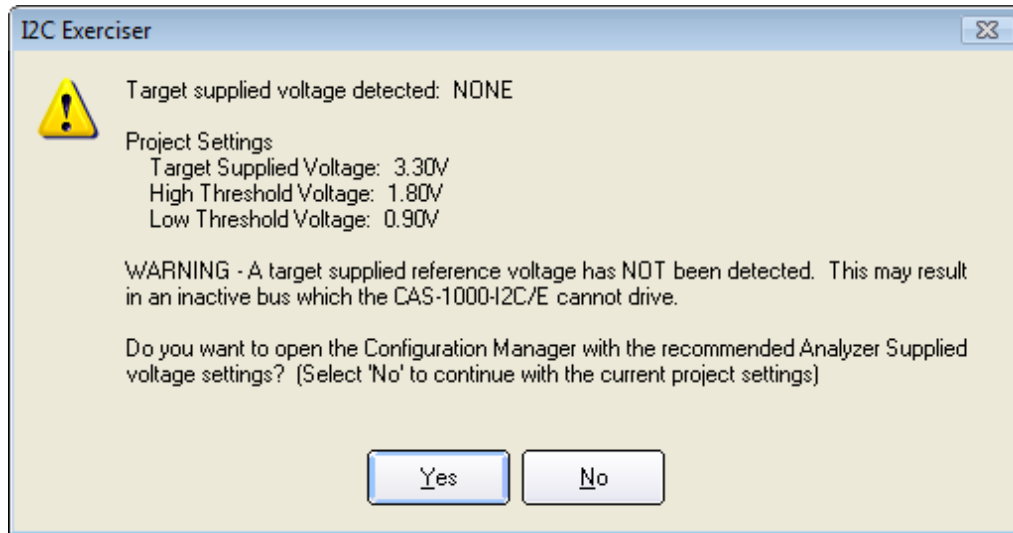 I2C Exerciser
Target supplied voltage detected:  NONE
Project Settings
Target Supplied Voltage:  3.30V
High Threshold Voltage:  1.80V
Low Threshold Voltage:  0.90V
WARNING - A target supplied reference voltage has NOT been detected.  This may result
in an inactive bus which the CAS-1000-I2C/E cannot drive.
Do you want to open the Configuration Manager with the recommended Analyzer Supplied
voltage settings?  (Select 'No' to continue with the current project settings)
Yes No